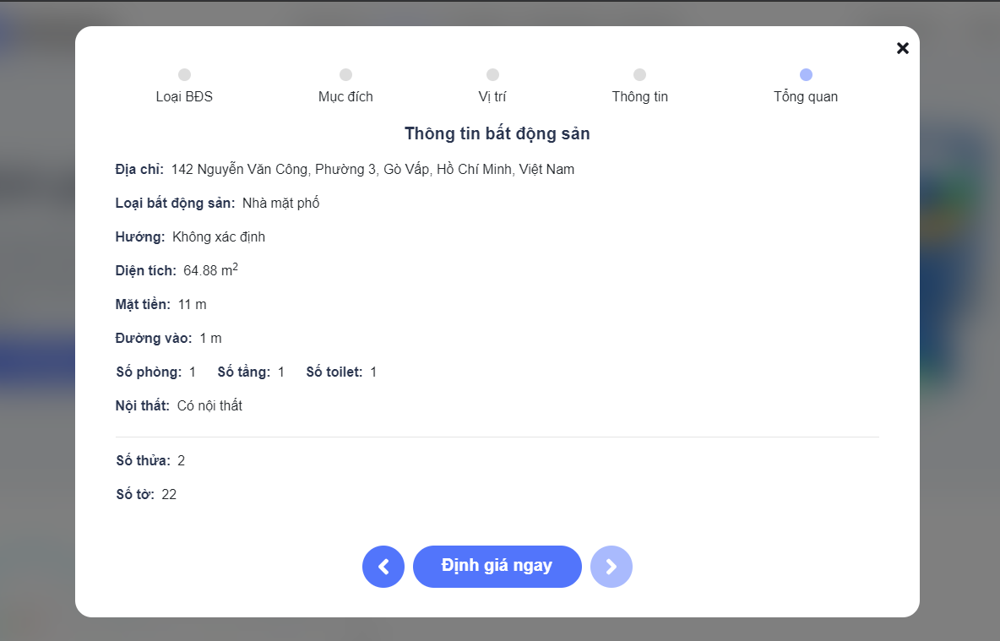 Loại BĐS Mục đích Vị trí Thông tin Tổng quan
Thông tin bất động sản
Địa chỉ: 142 Nguyễn Văn Công, Phường 3, Gò Vấp, Hồ Chí Minh, Việt Nam
Loại bất động sản: Nhà mặt phố
Hướng: Không xác định
Diện tích: 64.88 m²
Mặt tiền: 11 m
Đường vào: 1 m
Số phòng: 1 Số tầng: 1 Số toilet: 1
Nội thất: Có nội thất
Số thửa: 2
Số tờ: 22
Định giá ngay